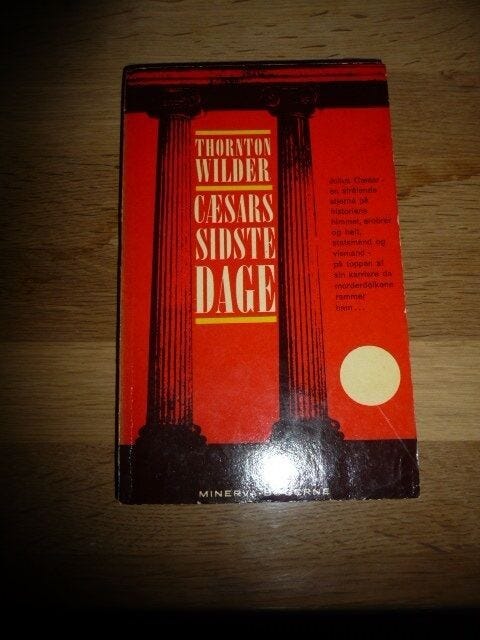 THORNTON
WILDER
CÆSARS
SIDSTE
DAGE
Julius Cæsar -
en strålende
stjerne på
historiens
himmel, erobrer
og helt,
statsmand og
vismand -
på toppen af
sin karriere da
morderdolkene
rammer
ham...
MINERVA